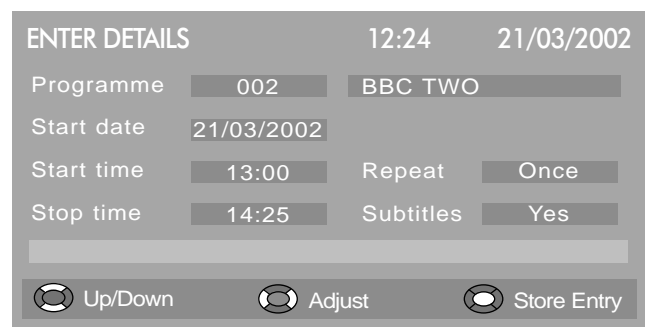 ENTER DETAILS 12:24 21/03/2002
Programme 002 BBC TWO
Start date 21/03/2002
Start time 13:00 Repeat Once
Stop time 14:25 Subtitles Yes
Up/Down Adjust Store Entry